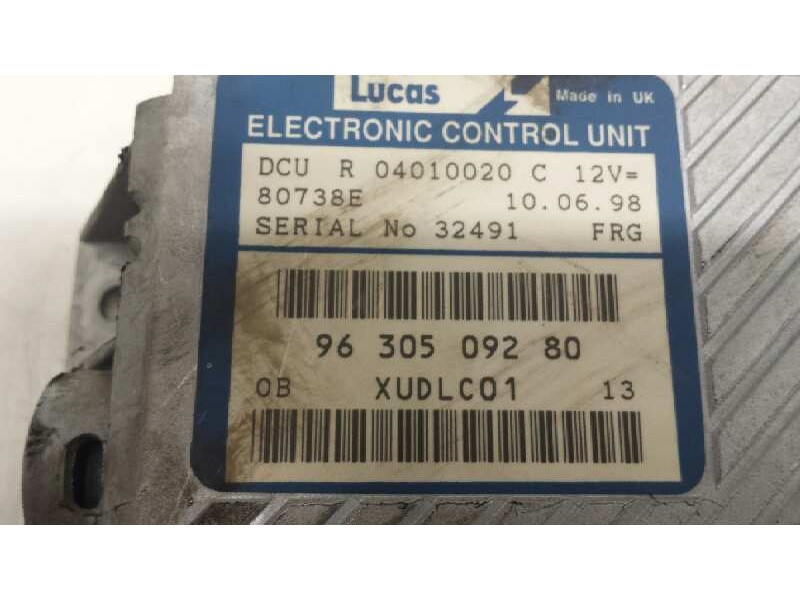 Lucas
Made in UK
ELECTRONIC CONTROL UNIT
DCU R 04010020 C 12V=
80738E 10.06.98
SERIAL No 32491 FRG
96 305 092 80
0B XUDLC01 13